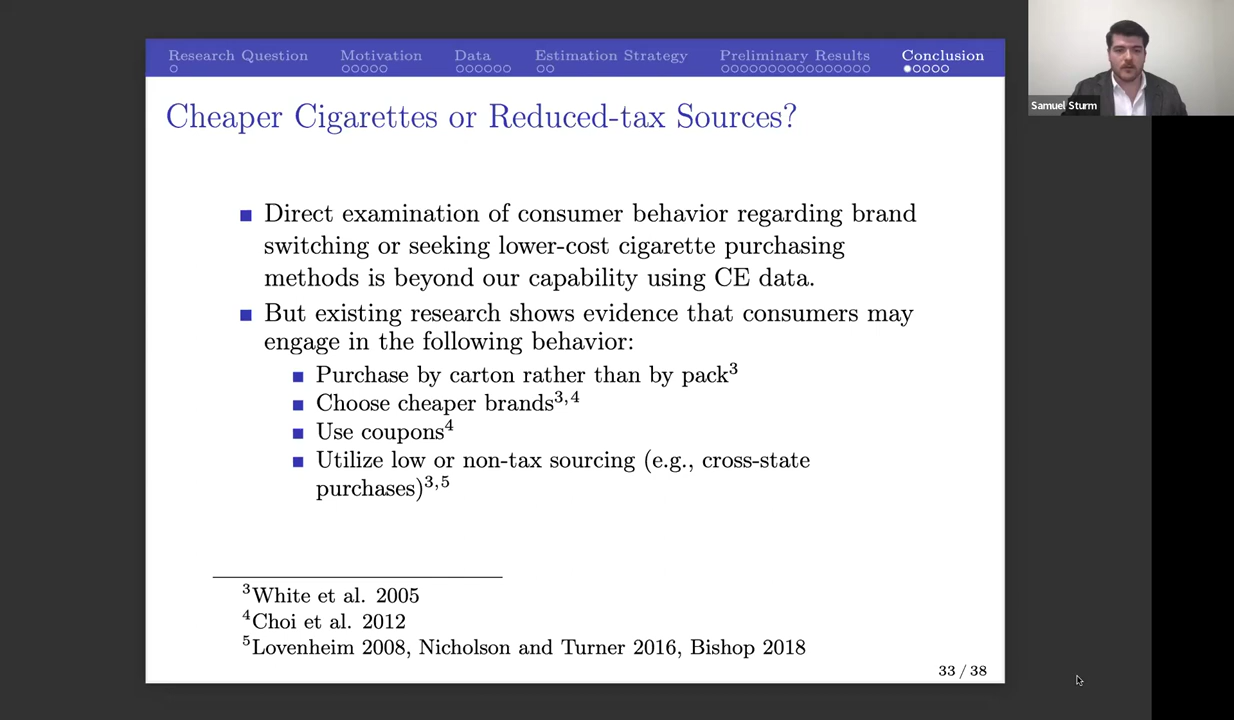 Research Question Motivation Data Estimation Strategy Preliminary Results Conclusion
Samuel Sturm
Cheaper Cigarettes or Reduced-tax Sources?
Direct examination of consumer behavior regarding brand
switching or seeking lower-cost cigarette purchasing
methods is beyond our capability using CE data.
But existing research shows evidence that consumers may
engage in the following behavior:
Purchase by carton rather than by pack³
Choose cheaper brands³,⁴
Use coupons⁴
Utilize low or non-tax sourcing (e.g., cross-state
purchases)³,⁵
³White et al. 2005
⁴Choi et al. 2012
⁵Lovenheim 2008, Nicholson and Turner 2016, Bishop 2018
33 / 38